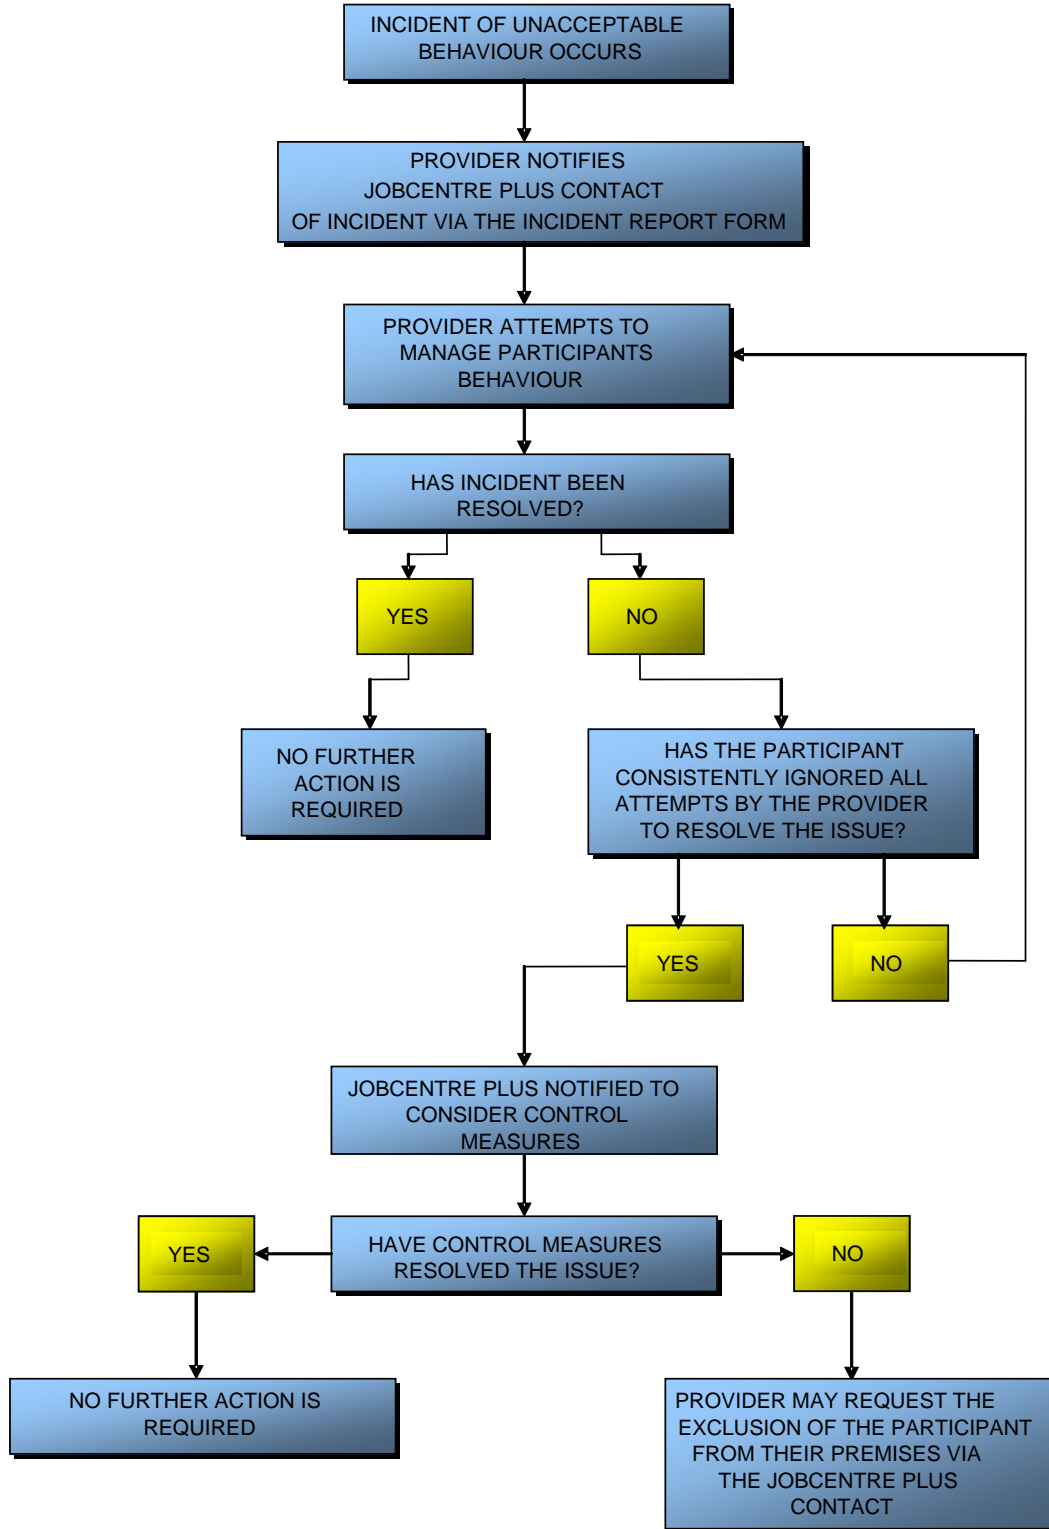 INCIDENT OF UNACCEPTABLE
BEHAVIOUR OCCURS
PROVIDER NOTIFIES
JOBCENTRE PLUS CONTACT
OF INCIDENT VIA THE INCIDENT REPORT FORM
PROVIDER ATTEMPTS TO
MANAGE PARTICIPANTS
BEHAVIOUR
HAS INCIDENT BEEN
RESOLVED?
YES
NO
NO FURTHER
ACTION IS
REQUIRED
HAS THE PARTICIPANT
CONSISTENTLY IGNORED ALL
ATTEMPTS BY THE PROVIDER
TO RESOLVE THE ISSUE?
YES
NO
JOBCENTRE PLUS NOTIFIED TO
CONSIDER CONTROL
MEASURES
YES
HAVE CONTROL MEASURES
RESOLVED THE ISSUE?
NO
NO FURTHER ACTION IS
REQUIRED
PROVIDER MAY REQUEST THE
EXCLUSION OF THE PARTICIPANT
FROM THEIR PREMISES VIA
THE JOBCENTRE PLUS
CONTACT